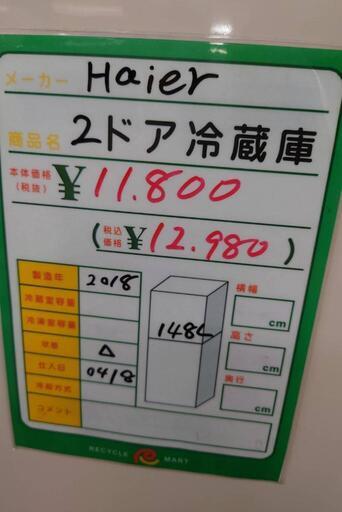 メーカー Haier
商品名 2ドア冷蔵庫
本体価格(税抜) ¥11.800
(税込価格 ¥12.980)
製造年 2018
冷蔵室容量
冷凍室容量
状態 △
仕入日 0418
冷却方式
コメント
148L
横幅
cm
高さ
cm
奥行
cm
RECYCLE MART